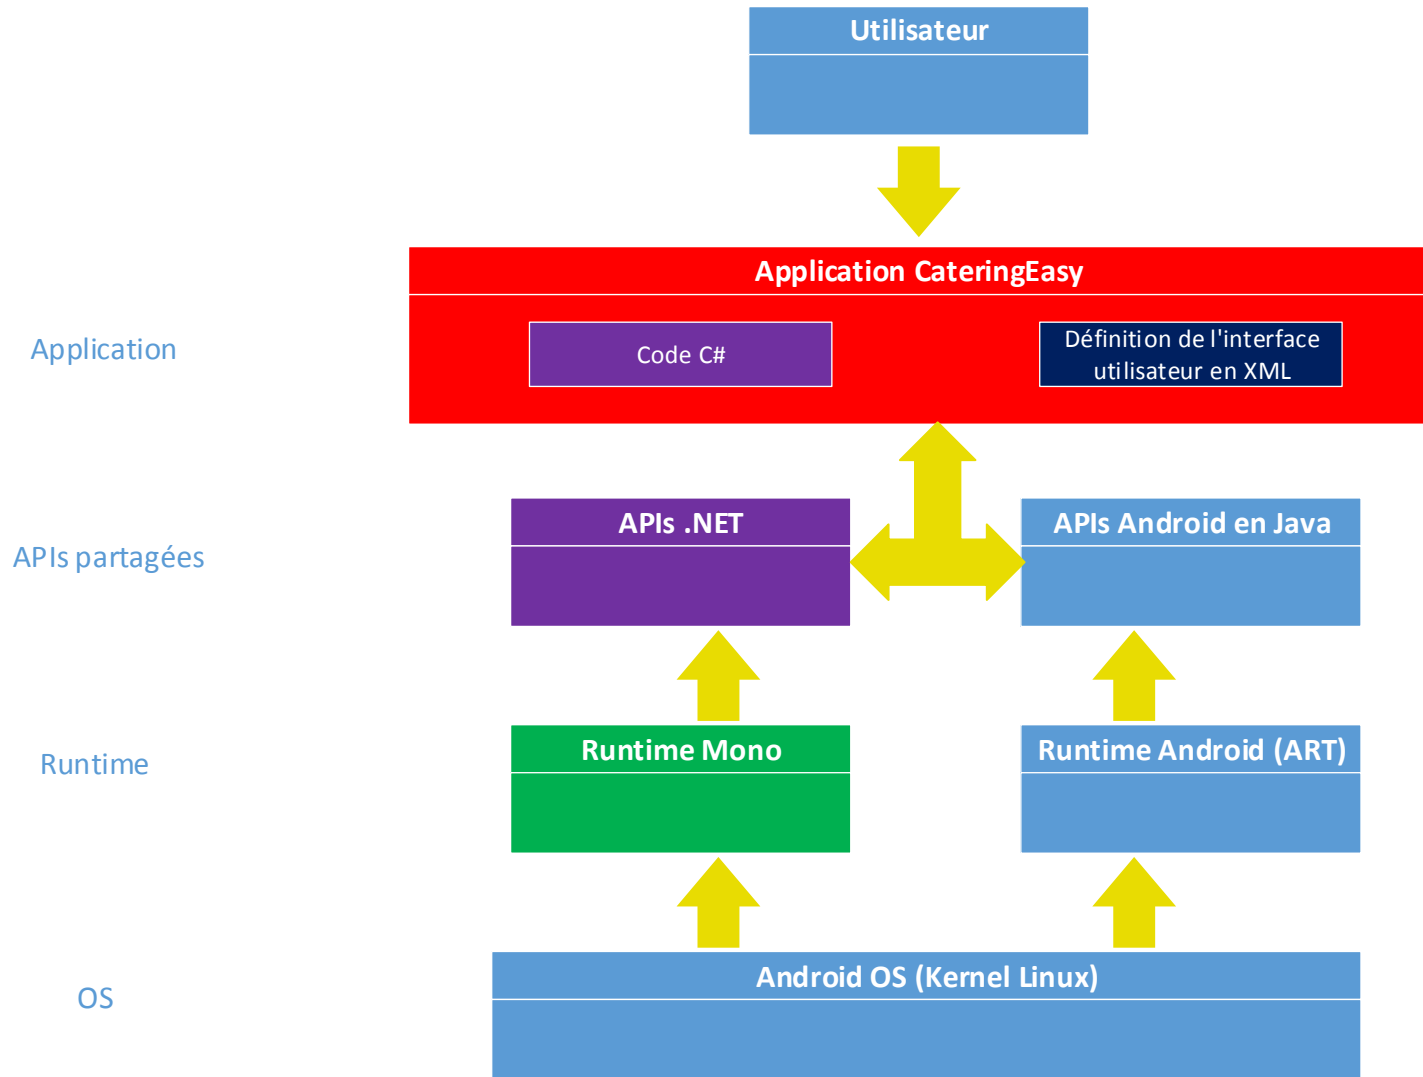 Utilisateur
Application CateringEasy
Application
Code C#
Définition de l'interface
utilisateur en XML
APIs partagées
APIs .NET
APIs Android en Java
Runtime
Runtime Mono
Runtime Android (ART)
OS
Android OS (Kernel Linux)